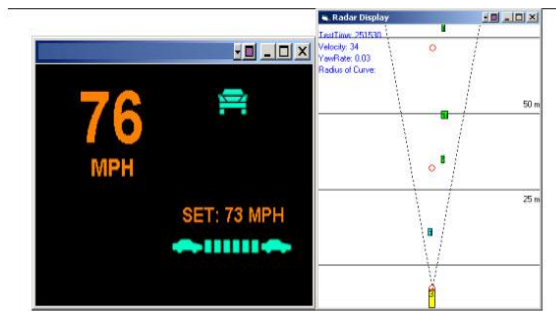 76
MPH
SET: 73 MPH
Radar Display
TestTime: 251530
Velocity: 34
YawRate: 0.03
Radius of Curve:
50 m
25 m